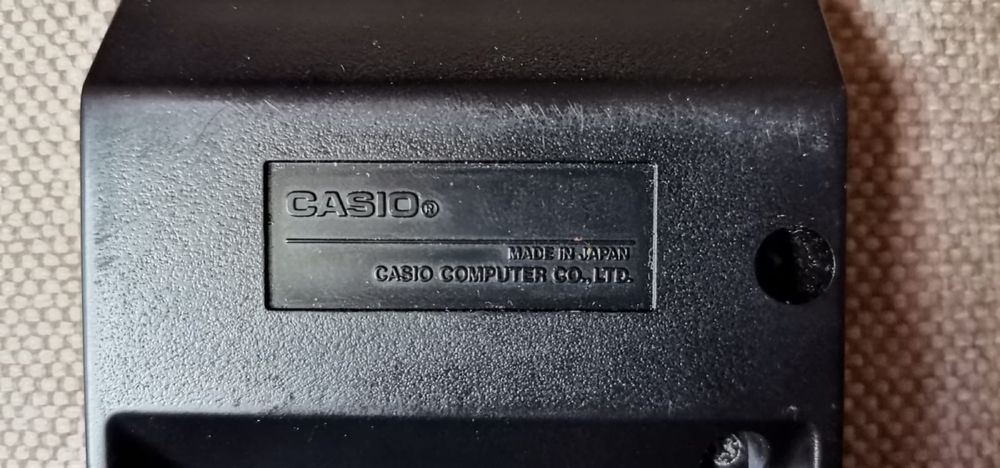 CASIO®
MADE IN JAPAN
CASIO COMPUTER CO., LTD.